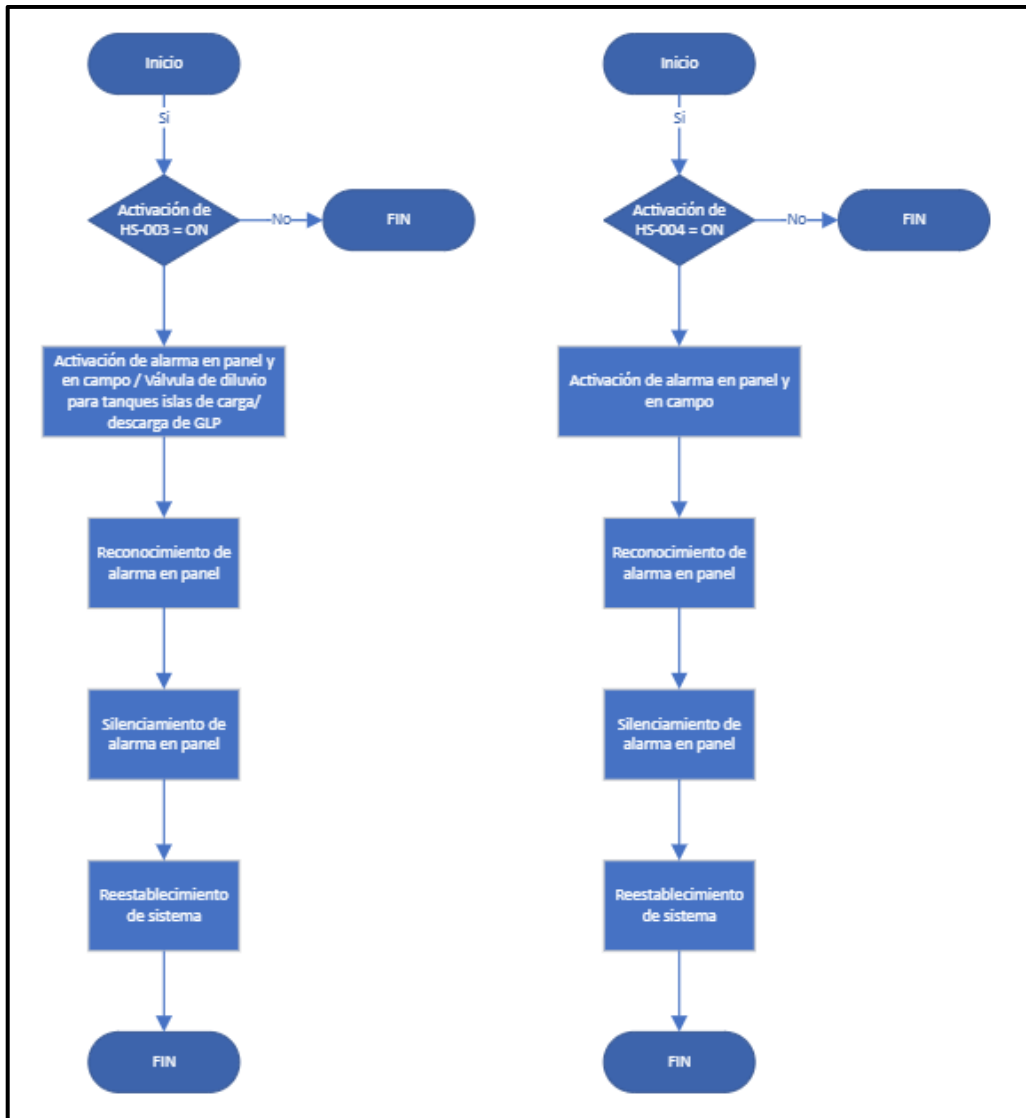 Inicio
Si
Activación de
HS-003 = ON
No
FIN
Activación de alarma en panel y
en campo / Válvula de diluvio
para tanques islas de carga/
descarga de GLP
Reconocimiento de
alarma en panel
Silenciamiento de
alarma en panel
Reestablecimiento
de sistema
FIN
Inicio
Si
Activación de
HS-004 = ON
No
FIN
Activación de alarma en panel y
en campo
Reconocimiento de
alarma en panel
Silenciamiento de
alarma en panel
Reestablecimiento
de sistema
FIN